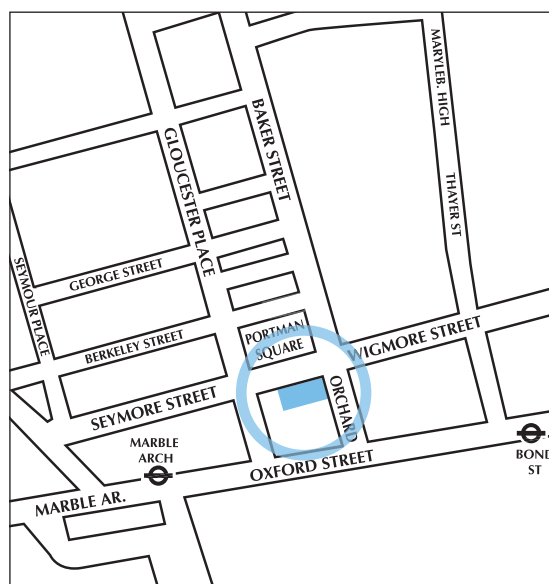 MARYLEB. HIGH
THAYER ST
BAKER STREET
GLOUCESTER PLACE
GEORGE STREET
SEYMOUR PLACE
BERKELEY STREET
PORTMAN
SQUARE
WIGMORE STREET
SEYMORE STREET
ORCHARD
MARBLE
ARCH
OXFORD STREET
BOND
ST
MARBLE AR.